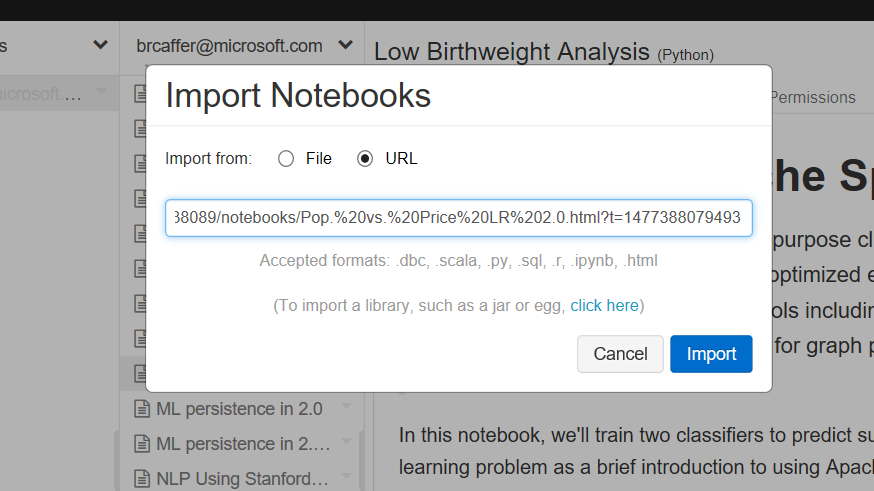 s
brcaffer@microsoft.com
Low Birthweight Analysis (Python)
microsoft....
Import Notebooks
Permissions
Import from: File URL
che Sp
38089/notebooks/Pop.%20vs.%20Price%20LR%202.0.html?t=1477388079493
purpose cl
Accepted formats: .dbc, .scala, .py, .sql, .r, .ipynb, .html
optimized e
(To import a library, such as a jar or egg, click here)
ols includin
Cancel Import
for graph p
ML persistence in 2.0
In this notebook, we'll train two classifiers to predict su
ML persistence in 2....
learning problem as a brief introduction to using Apac
NLP Using Stanford...